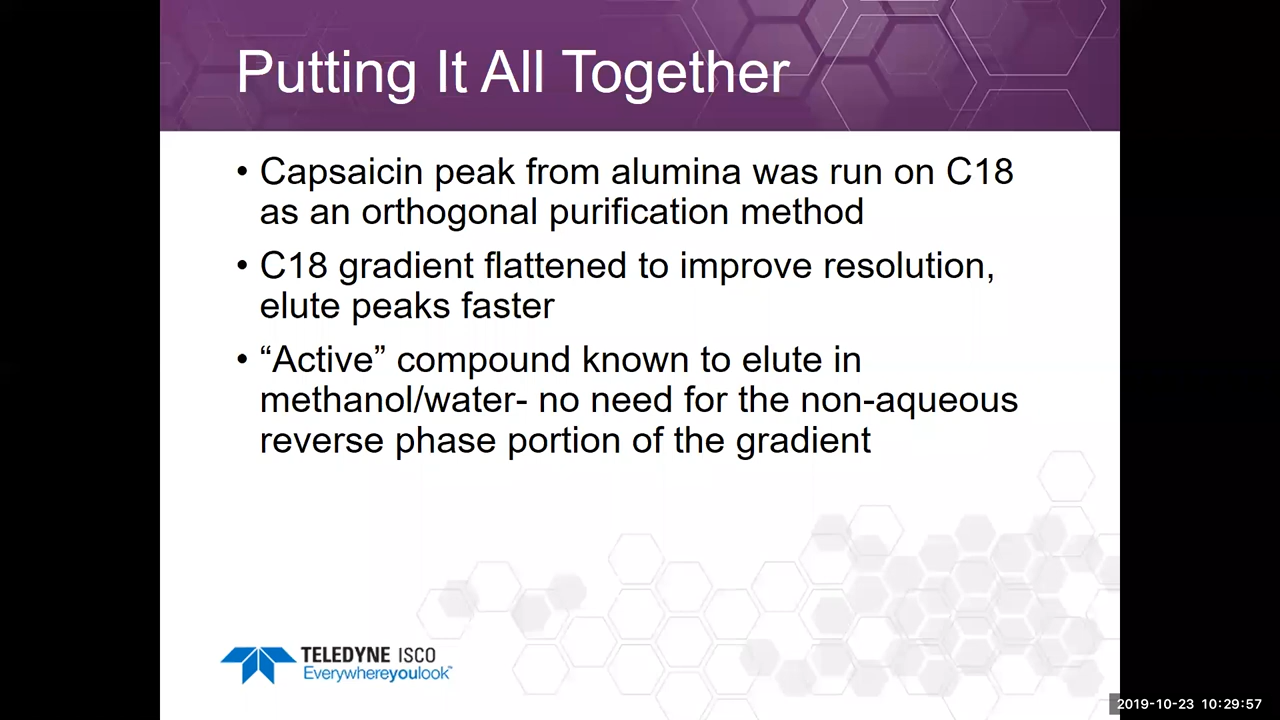 Putting It All Together
• Capsaicin peak from alumina was run on C18
as an orthogonal purification method
• C18 gradient flattened to improve resolution,
elute peaks faster
• “Active” compound known to elute in
methanol/water- no need for the non-aqueous
reverse phase portion of the gradient
TELEDYNE ISCO
Everywhereyoulook™
2019-10-23 10:29:57